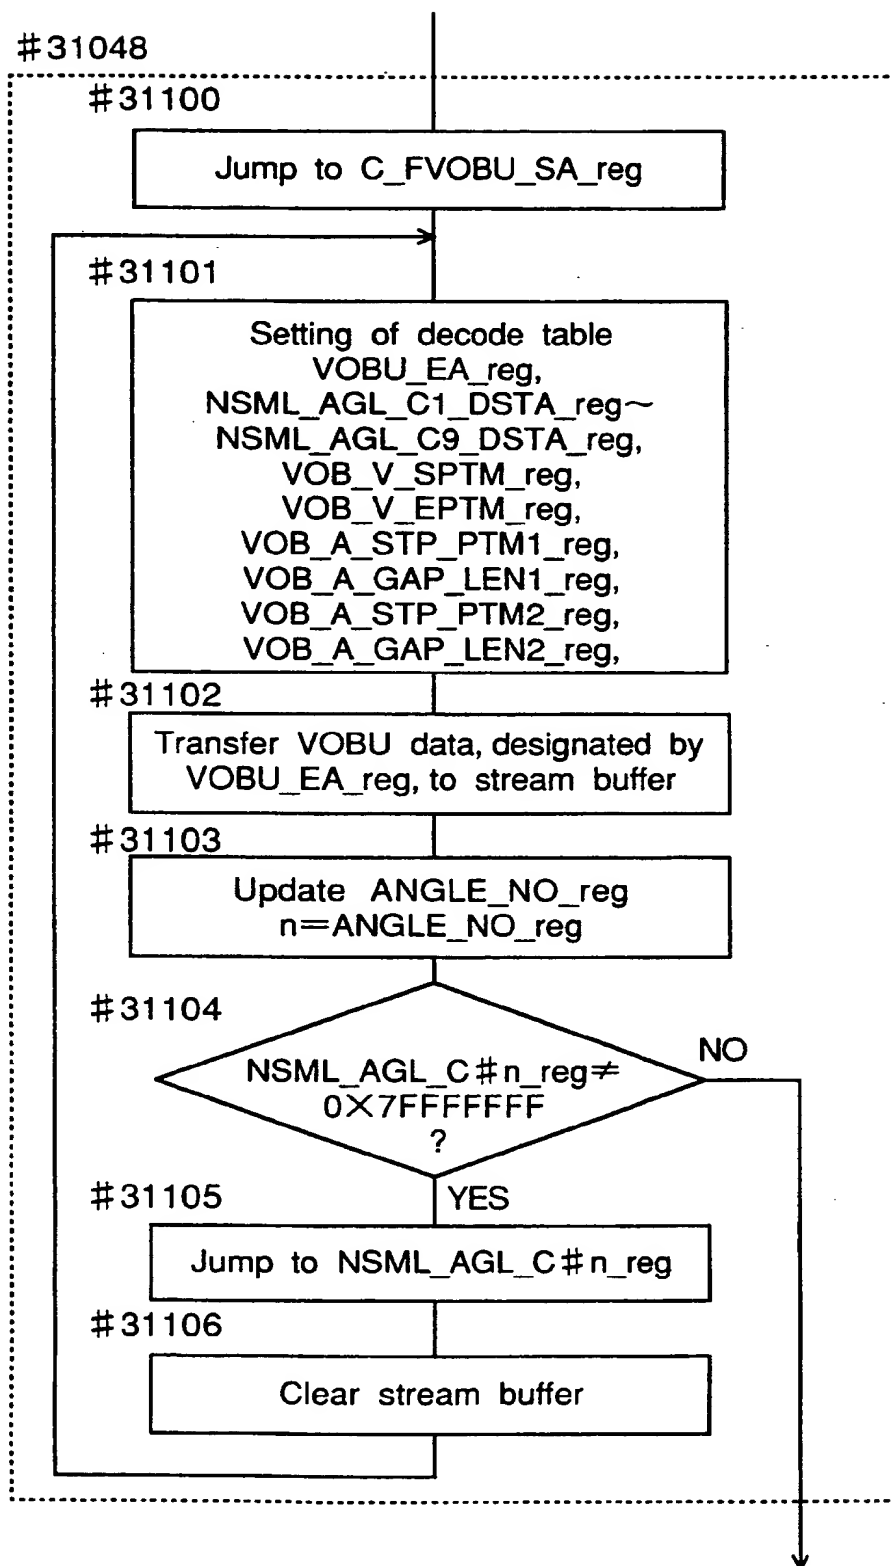 #31048
#31100
Jump to C_FVOBU_SA_reg
#31101
Setting of decode table
VOBU_EA_reg,
NSML_AGL_C1_DSTA_reg~
NSML_AGL_C9_DSTA_reg,
VOB_V_SPTM_reg,
VOB_V_EPTM_reg,
VOB_A_STP_PTM1_reg,
VOB_A_GAP_LEN1_reg,
VOB_A_STP_PTM2_reg,
VOB_A_GAP_LEN2_reg,
#31102
Transfer VOBU data, designated by
VOBU_EA_reg, to stream buffer
#31103
Update ANGLE_NO_reg
n=ANGLE_NO_reg
#31104
NO
NSML_AGL_C#n_reg≠
0X7FFFFFFF
?
#31105
YES
Jump to NSML_AGL_C#n_reg
#31106
Clear stream buffer